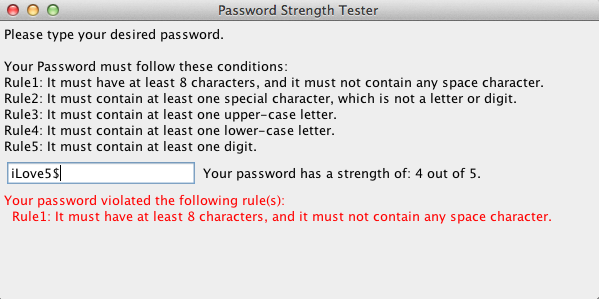 Password Strength Tester
Please type your desired password.
Your Password must follow these conditions:
Rule1: It must have at least 8 characters, and it must not contain any space character.
Rule2: It must contain at least one special character, which is not a letter or digit.
Rule3: It must contain at least one upper-case letter.
Rule4: It must contain at least one lower-case letter.
Rule5: It must contain at least one digit.
iLove5$ Your password has a strength of: 4 out of 5.
Your password violated the following rule(s):
Rule1: It must have at least 8 characters, and it must not contain any space character.